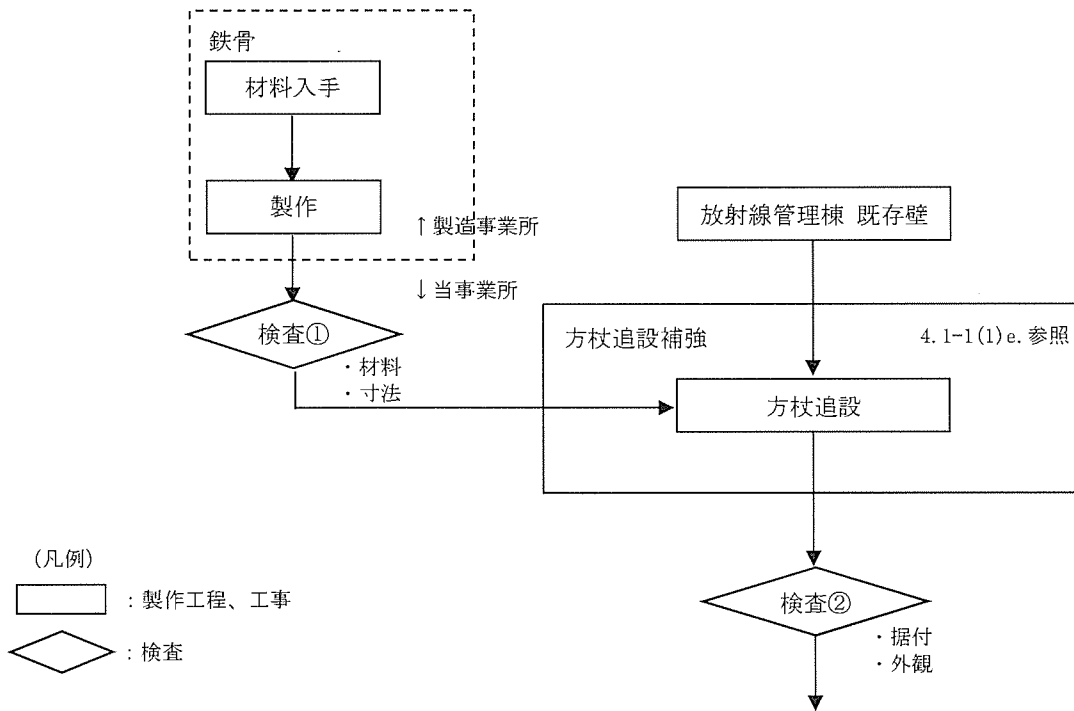 鉄骨
材料入手
製作
↑製造事業所
↓当事業所
検査①
・材料
・寸法
放射線管理棟 既存壁
方杖追設補強
4.1-1(1)e.参照
方杖追設
検査②
・据付
・外観
(凡例)
：製作工程、工事
：検査